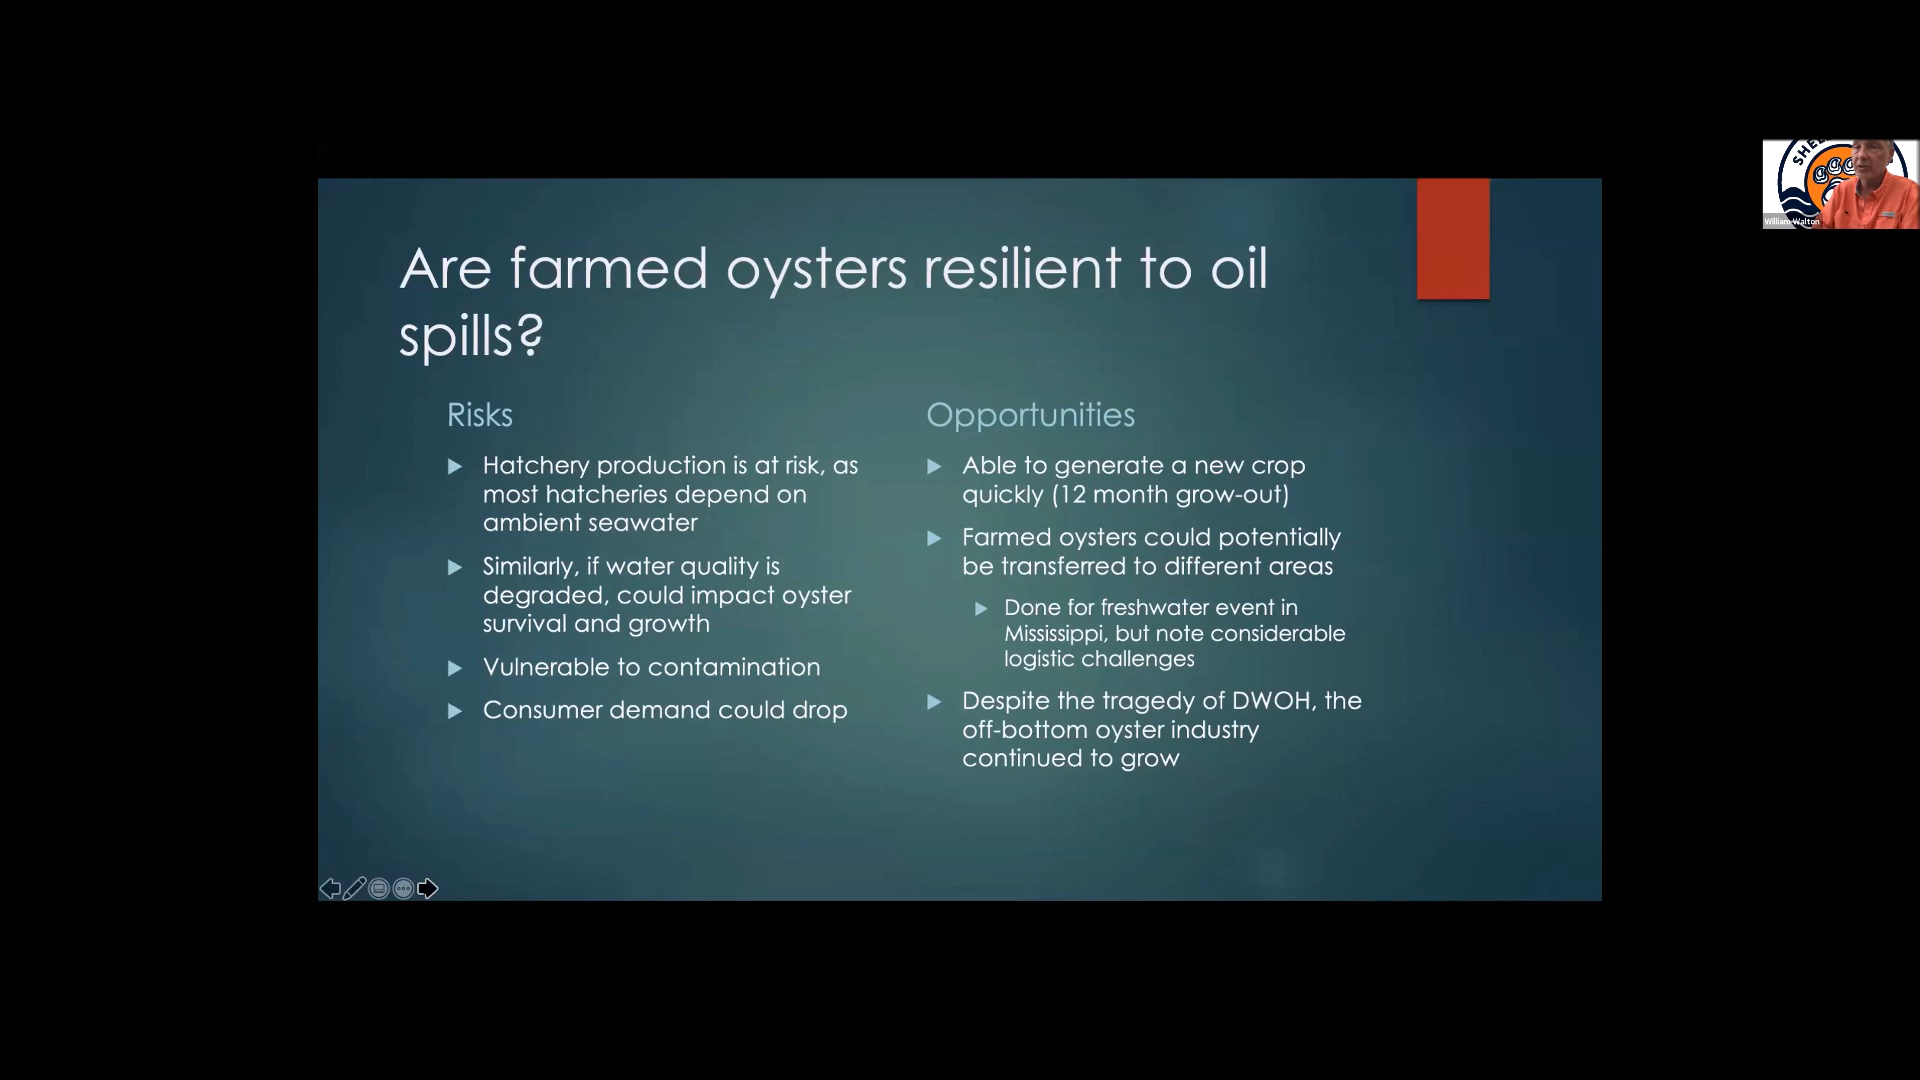 Are farmed oysters resilient to oil
spills?
Risks
Hatchery production is at risk, as
most hatcheries depend on
ambient seawater
Similarly, if water quality is
degraded, could impact oyster
survival and growth
Vulnerable to contamination
Consumer demand could drop
Opportunities
Able to generate a new crop
quickly (12 month grow-out)
Farmed oysters could potentially
be transferred to different areas
Done for freshwater event in
Mississippi, but note considerable
logistic challenges
Despite the tragedy of DWOH, the
off-bottom oyster industry
continued to grow
William Walton